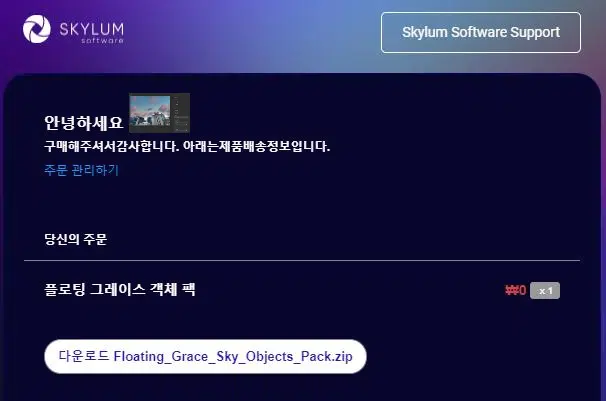 SKYLUM
software
Skylum Software Support
안녕하세요
구매해주셔서감사합니다. 아래는제품배송정보입니다.
주문 관리하기
당신의 주문
플로팅 그레이스 객체 팩
₩0 x 1
다운로드 Floating_Grace_Sky_Objects_Pack.zip